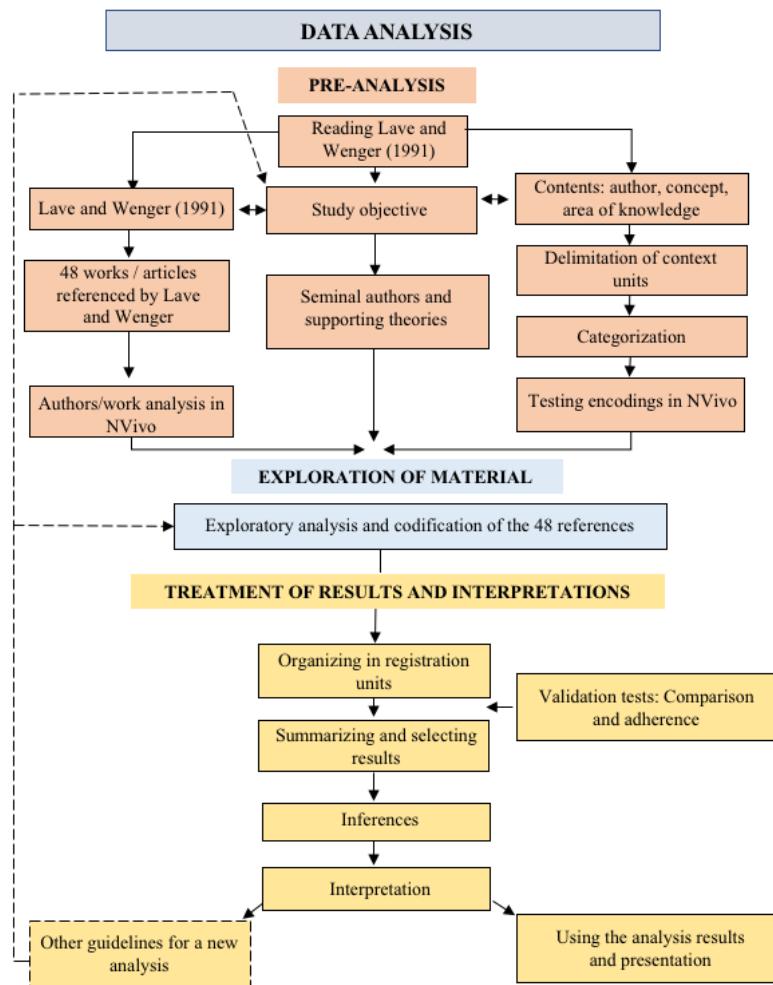 DATA ANALYSIS
PRE-ANALYSIS
Reading Lave and
Wenger (1991)
Lave and Wenger (1991)
Study objective
Contents: author, concept,
area of knowledge
48 works / articles
referenced by Lave
and Wenger
Seminal authors and
supporting theories
Delimitation of context
units
Categorization
Authors/work analysis in
NVivo
Testing encodings in NVivo
EXPLORATION OF MATERIAL
Exploratory analysis and codification of the 48 references
TREATMENT OF RESULTS AND INTERPRETATIONS
Organizing in registration
units
Validation tests: Comparison
and adherence
Summarizing and selecting
results
Inferences
Interpretation
Other guidelines for a new
analysis
Using the analysis results
and presentation